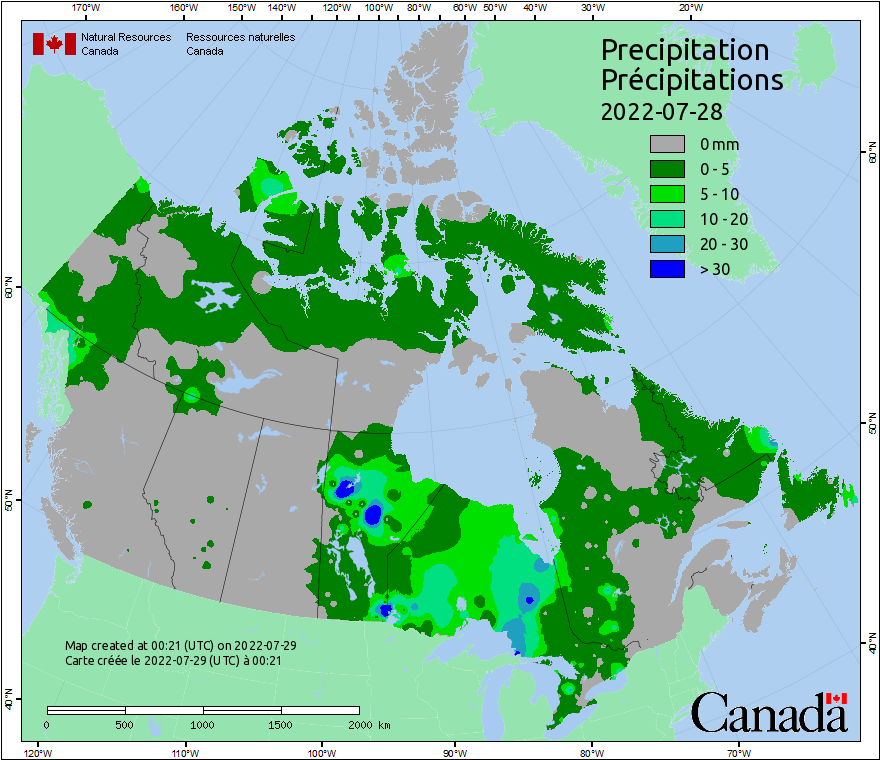 170°W 160°W 150°W 140°W 120°W 100°W 80°W 60°W 50°W 40°W 30°W 20°W
Natural Resources Ressources naturelles
Canada Canada
Precipitation
Précipitations
2022-07-28
0 mm
0 - 5
5 - 10
10 - 20
20 - 30
> 30
60°N
60°N
50°N
50°N
40°N
40°N
Map created at 00:21 (UTC) on 2022-07-29
Carte créée le 2022-07-29 (UTC) à 00:21
0 500 1000 1500 2000 km
Canada
120°W 110°W 100°W 90°W 80°W 70°W